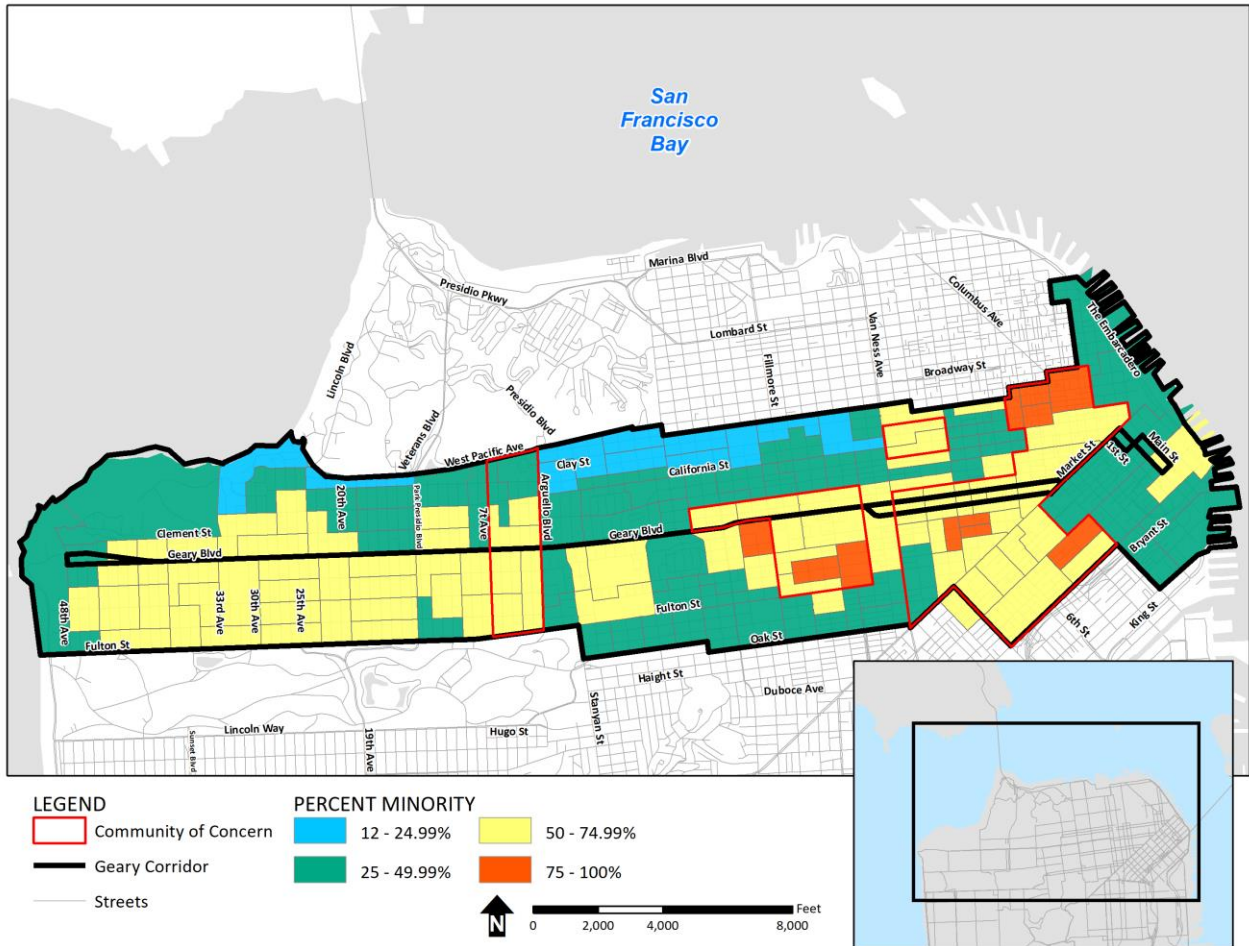 San
Francisco
Bay
Marina Blvd
Presidio Pkwy
Columbus Ave
Lombard St
Van Ness Ave
The Embarcadero
Lincoln Blvd
Fillmore St
Broadway St
Presidio Blvd
Veterans Blvd
West Pacific Ave
Clay St
California St
Market St
1st St
Main St
20th Ave
Park Presidio Blvd
7t Ave
Arguello Blvd
Clement St
Geary Blvd
Geary Blvd
Bryant St
48th Ave
33rd Ave
30th Ave
25th Ave
Fulton St
Fulton St
Oak St
6th St
King St
Haight St
Duboce Ave
Stanyan St
Lincoln Way
Hugo St
Sunset Blvd
19th Ave
LEGEND
Community of Concern
Geary Corridor
Streets
PERCENT MINORITY
12 - 24.99%
50 - 74.99%
25 - 49.99%
75 - 100%
N
Feet
0 2,000 4,000 8,000